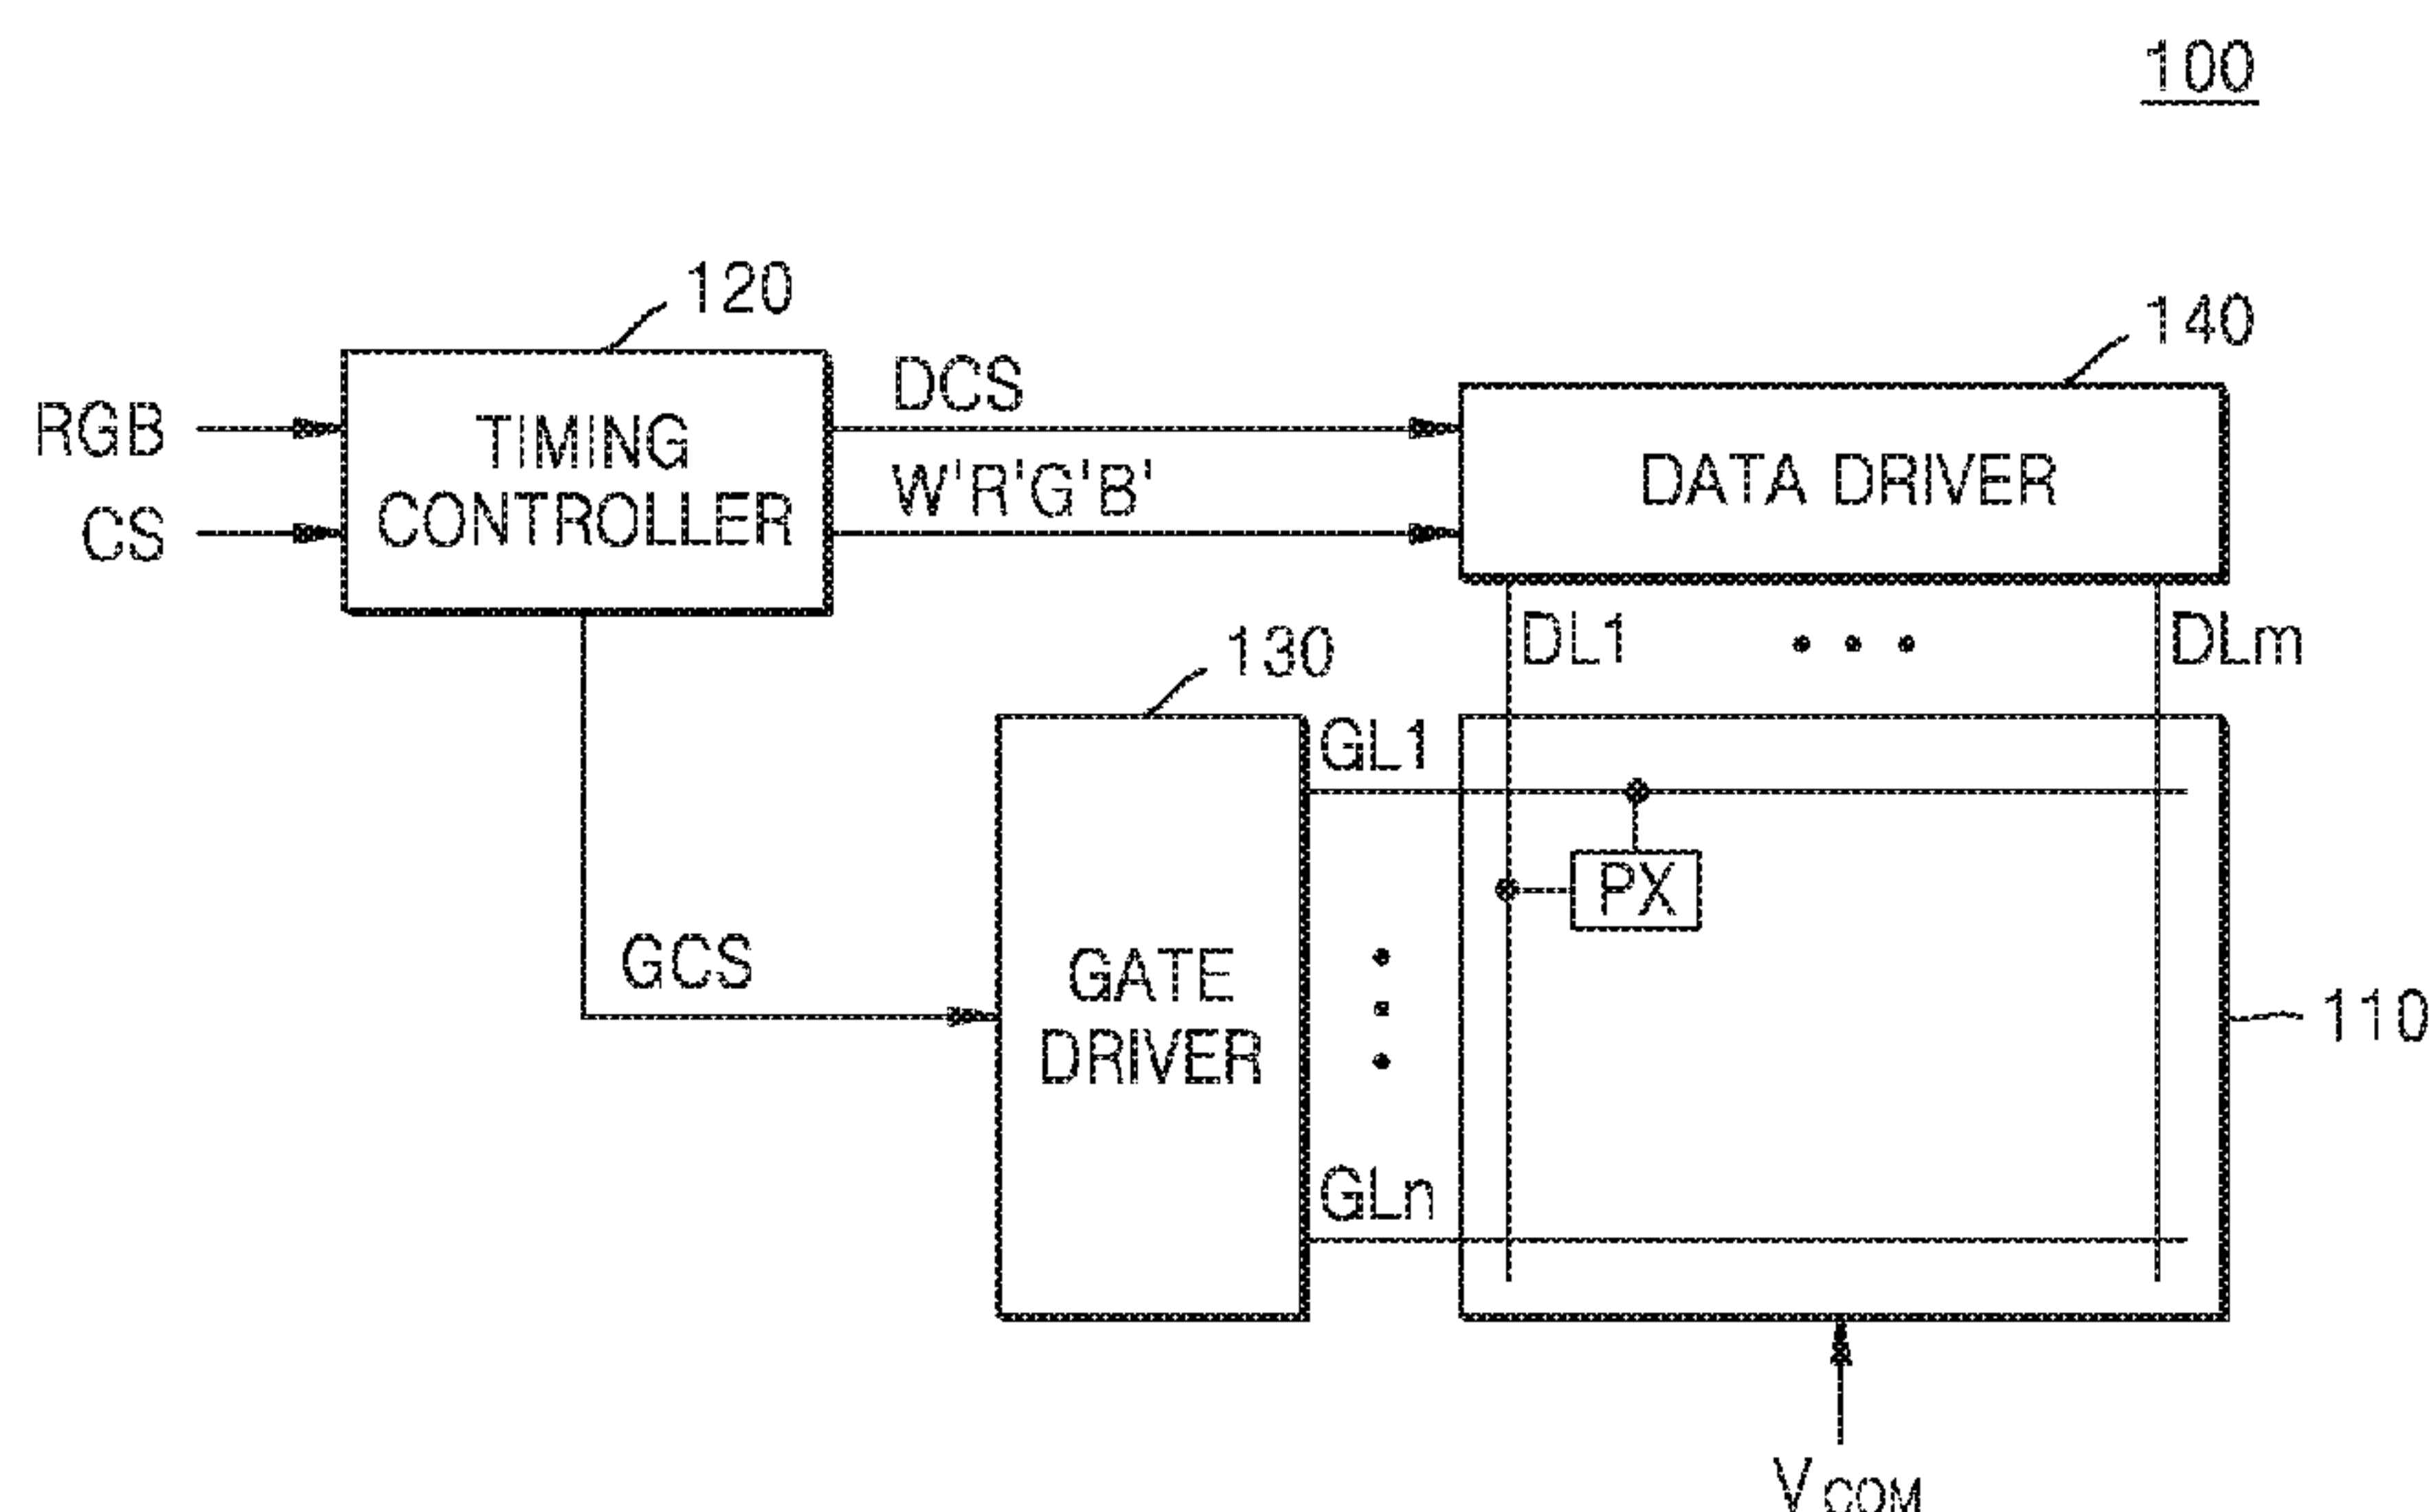 100
120
140
RGB
CS
TIMING
CONTROLLER
DCS
W'R'G'B'
DATA DRIVER
DL1
DLm
130
GL1
PX
GCS
GATE
DRIVER
110
GLn
VCOM